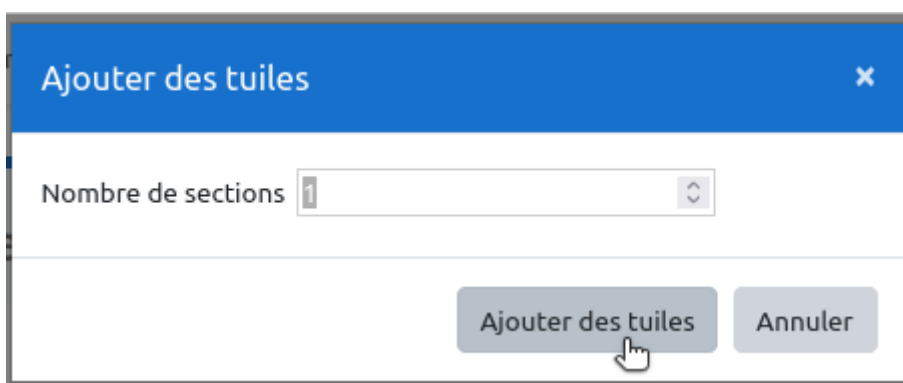 Ajouter des tuiles ×
Nombre de sections 1
Ajouter des tuiles Annuler